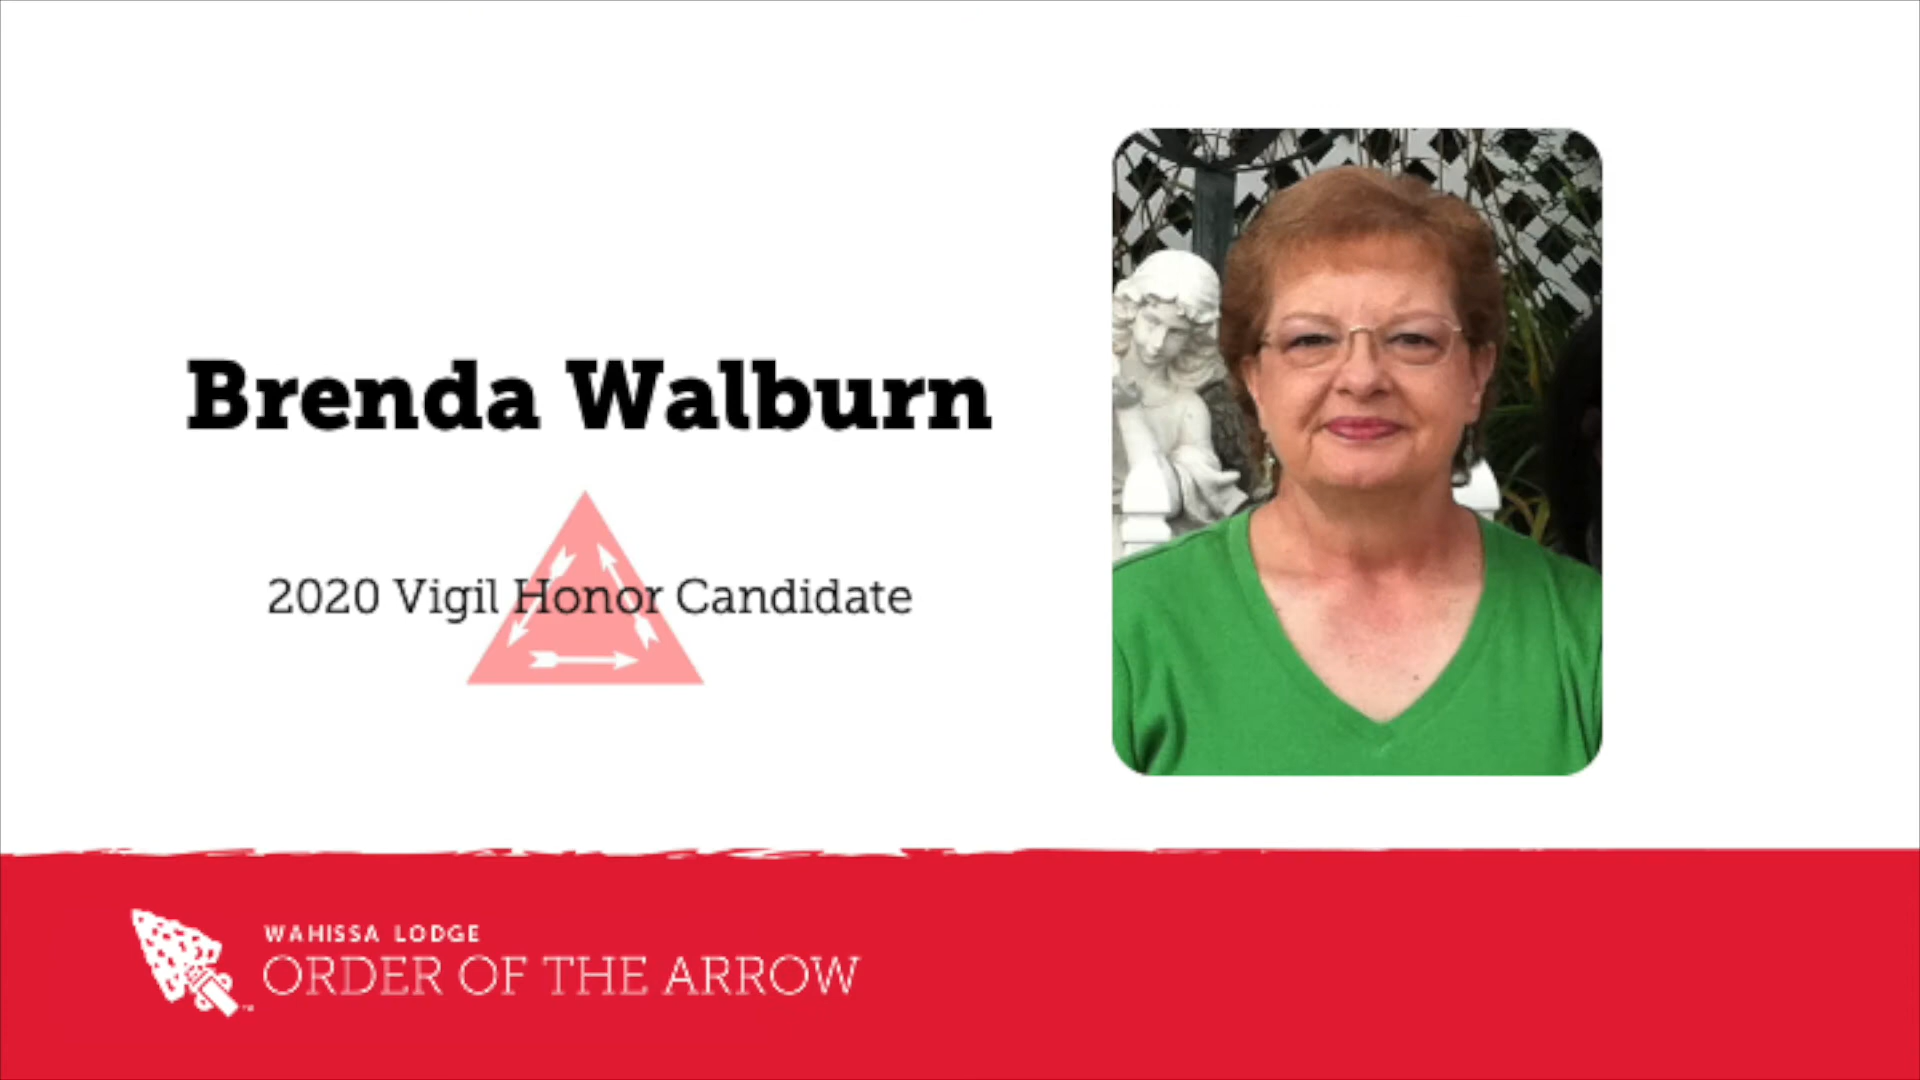 Brenda Walburn
2020 Vigil Honor Candidate
WAHISSA LODGE
ORDER OF THE ARROW